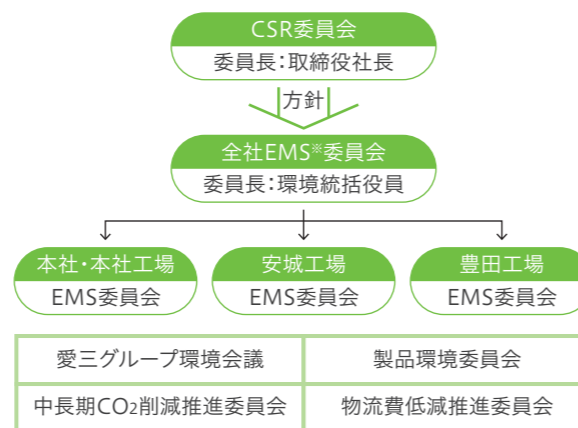 CSR委員会
委員長：取締役社長
方針
全社EMS※委員会
委員長：環境統括役員
本社・本社工場 安城工場 豊田工場
EMS委員会 EMS委員会 EMS委員会
愛三グループ環境会議 製品環境委員会
中長期CO2削減推進委員会 物流費低減推進委員会